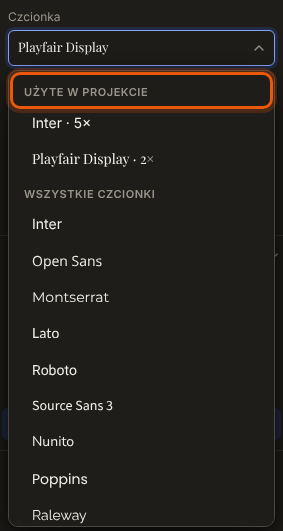 Czcionka
Playfair Display
UŻYTE W PROJEKCIE
Inter · 5×
Playfair Display · 2×
WSZYSTKIE CZCIONKI
Inter
Open Sans
Montserrat
Lato
Roboto
Source Sans 3
Nunito
Poppins
Raleway